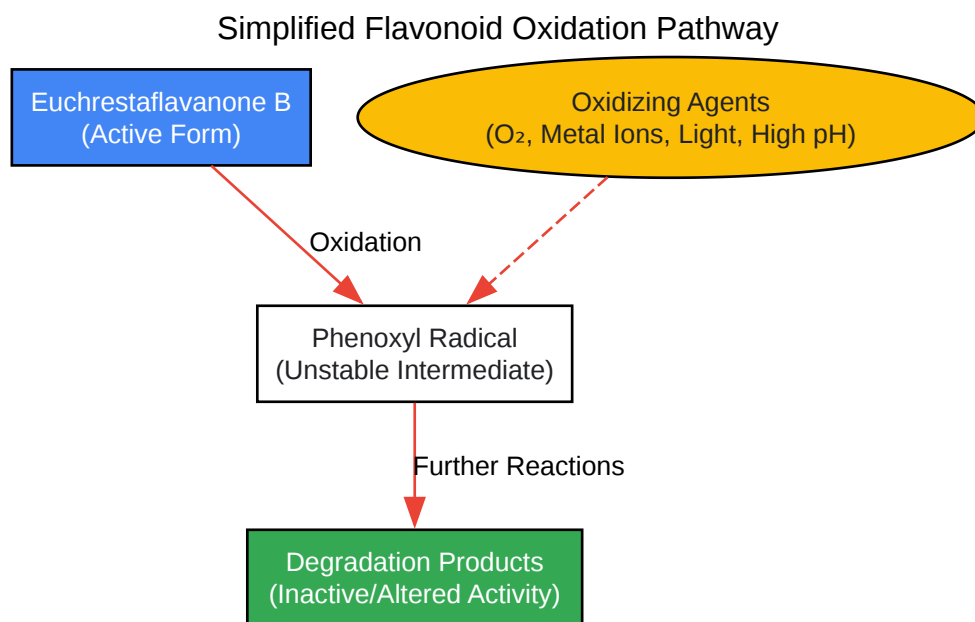 Simplified Flavonoid Oxidation Pathway
Euchrestaflavanone B
(Active Form)
Oxidizing Agents
(O₂, Metal Ions, Light, High pH)
Oxidation
Phenoxyl Radical
(Unstable Intermediate)
Further Reactions
Degradation Products
(Inactive/Altered Activity)